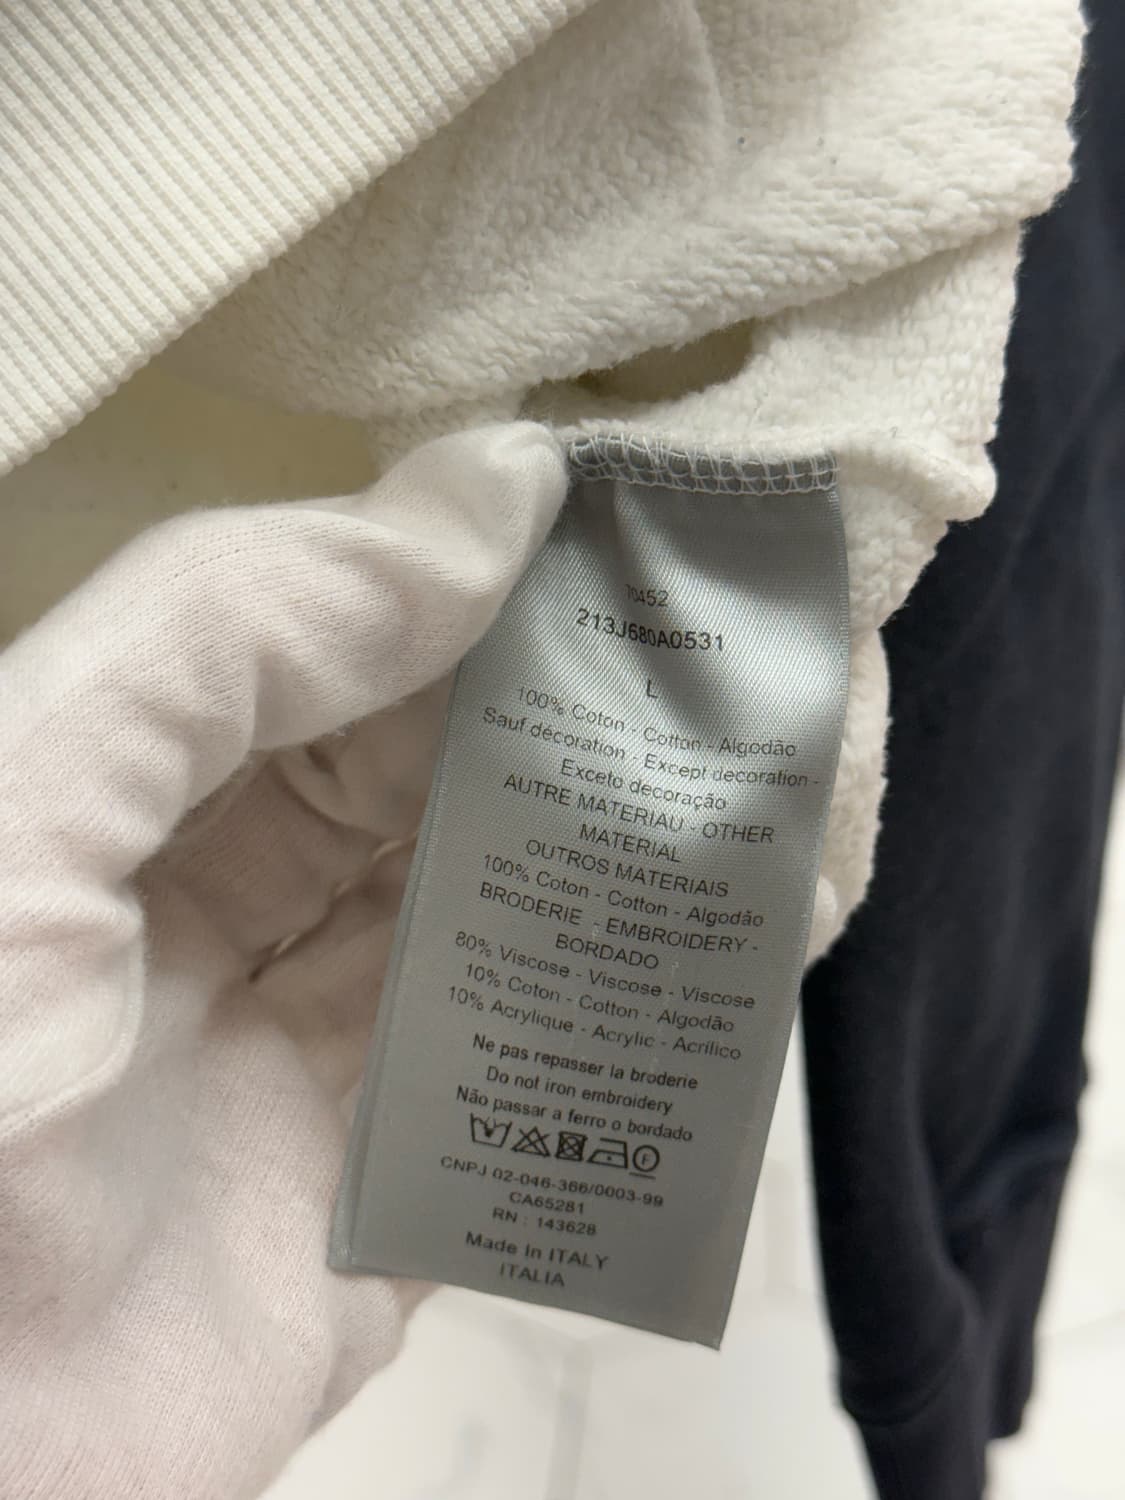 70452
213J680A0531
L
100% Coton - Cotton - Algodão
Sauf décoration - Except decoration -
Exceto decoração
AUTRE MATERIAU - OTHER
MATERIAL
OUTROS MATERIAIS
100% Coton - Cotton - Algodão
BRODERIE - EMBROIDERY -
BORDADO
80% Viscose - Viscose - Viscose
10% Coton - Cotton - Algodão
10% Acrylique - Acrylic - Acrílico
Ne pas repasser la broderie
Do not iron embroidery
Não passar a ferro o bordado
F
CNPJ 02-046-366/0003-99
CA65281
RN : 143628
Made in ITALY
ITALIA